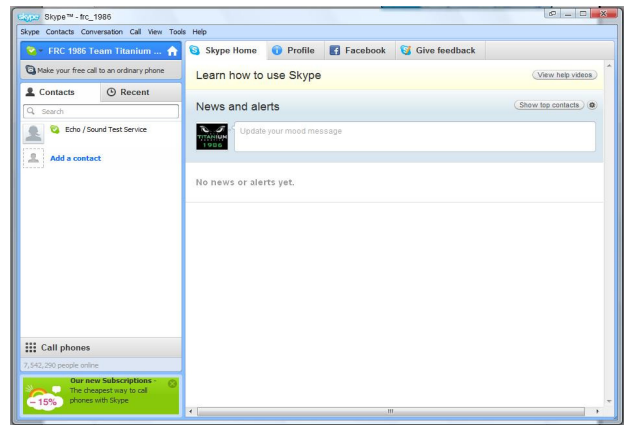 skype Skype™ - frc_1986
Skype Contacts Conversation Call View Tools Help
FRC 1986 Team Titanium ...
Skype Home
Profile
Facebook
Give feedback
Make your free call to an ordinary phone
Contacts
Recent
Search
Echo / Sound Test Service
Add a contact
Learn how to use Skype
View help videos
News and alerts
Show top contacts
TITANIUM
1986
Update your mood message
No news or alerts yet.
Call phones
7,542,290 people online
Our new Subscriptions -
The cheapest way to call
phones with Skype
- 15%